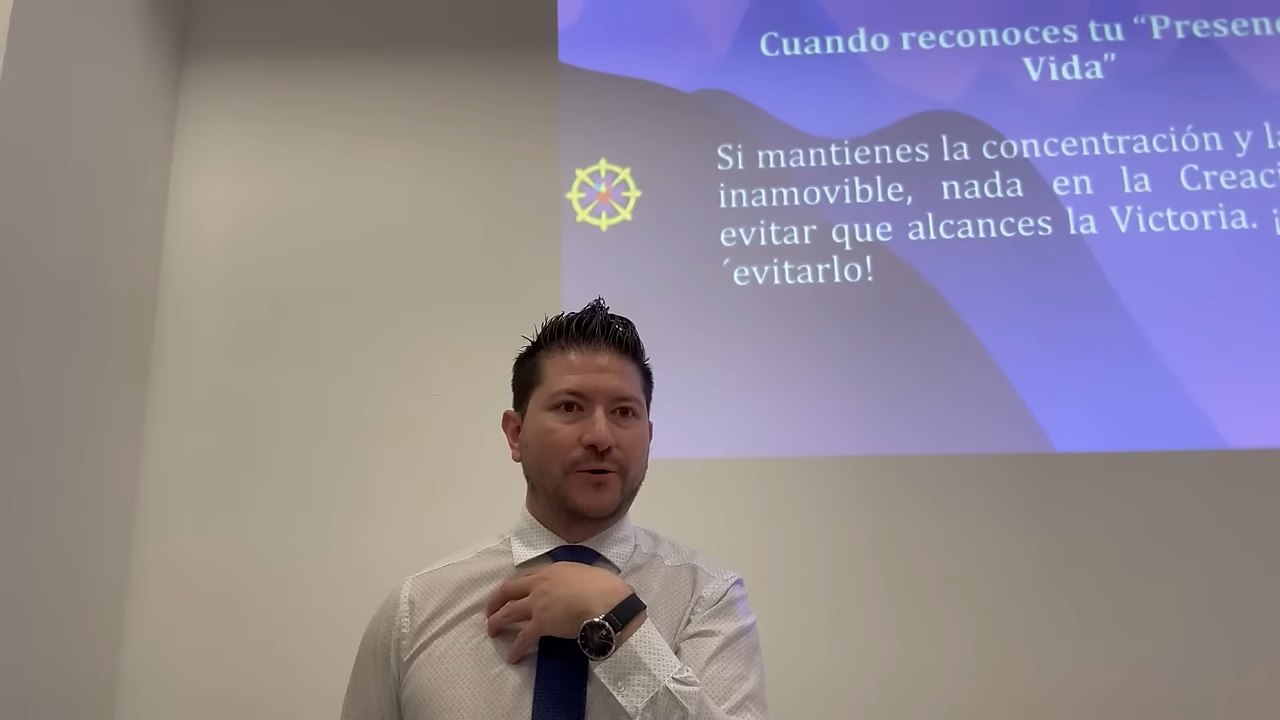 Cuando reconoces tu “Presen
Vida”
Si mantienes la concentración y la
inamovible, nada en la Creaci
evitar que alcances la Victoria. ¡
´evitarlo!